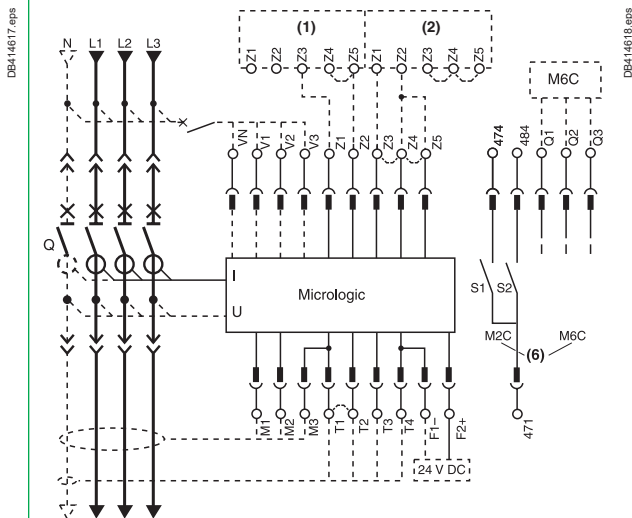 DB414617.eps
DB414618.eps
N L1 L2 L3
(1) (2)
Z1 Z2 Z3 Z4 Z5 Z1 Z2 Z3 Z4 Z5
M6C
VN V1 V2 V3 Z1 Z2 Z3 Z4 Z5
474 484 Q1 Q2 Q3
Q
I
U
Micrologic
S1 S2
M2C (6) M6C
M1 M2 M3 T1 T2 T3 T4 F1– F2+
471
24 V DC